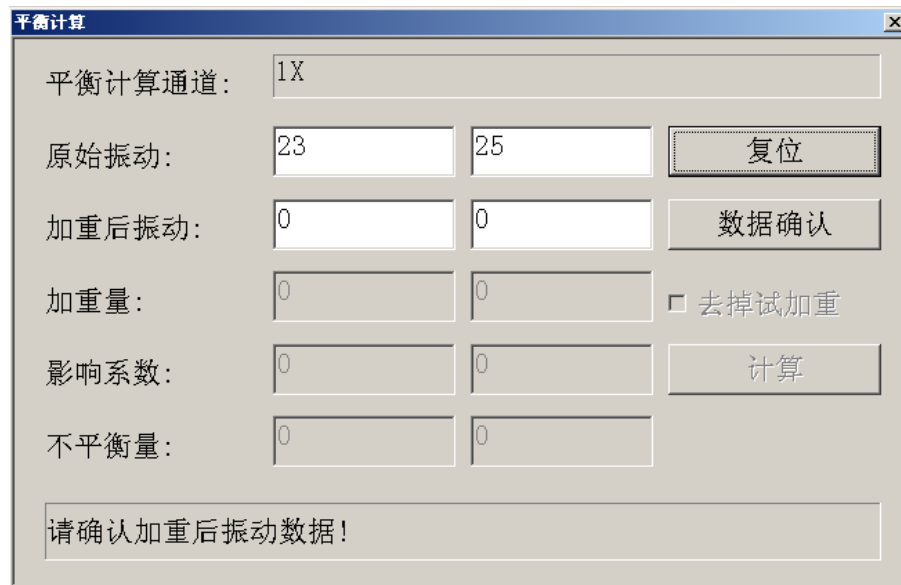 平衡计算
平衡计算通道: 1X
原始振动: 23 25 复位
加重后振动: 0 0 数据确认
加重量: 0 0 去掉试加重
影响系数: 0 0 计算
不平衡量: 0 0
请确认加重后振动数据!